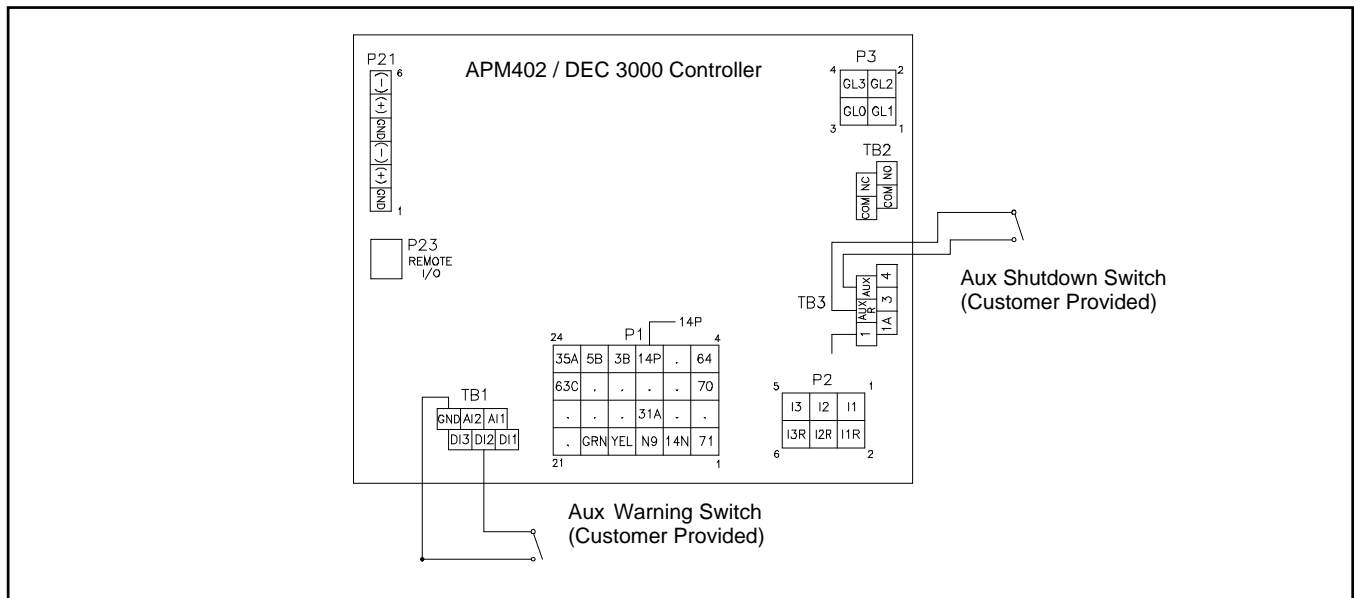 APM402 / DEC 3000 Controller
P21
6
(-)
(+)
GND
(-)
(+)
GND
1
P23
REMOTE
I/O
P3
4 2
GL3 GL2
GL0 GL1
3 1
TB2
NC NO
COM COM
Aux Shutdown Switch
(Customer Provided)
TB3
AUX 4
AUX R 3
1 1A
14P
24 P1 4
35A 5B 3B 14P . 64
63C . . . . 70
. . . 31A . .
. GRN YEL N9 14N 71
21 1
TB1
GND AI2 AI1
DI3 DI2 DI1
P2
5 1
I3 I2 I1
I3R I2R I1R
6 2
Aux Warning Switch
(Customer Provided)